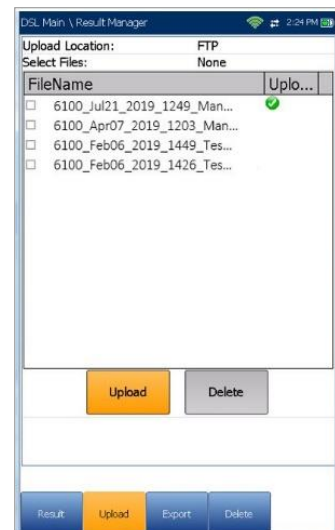 DSL Main \ Result Manager 2:24 PM
Upload Location: FTP
Select Files: None
FileName Uplo...
6100_Jul21_2019_1249_Man...
6100_Apr07_2019_1203_Man...
6100_Feb06_2019_1449_Tes...
6100_Feb06_2019_1426_Tes...
Upload Delete
Result Upload Export Delete